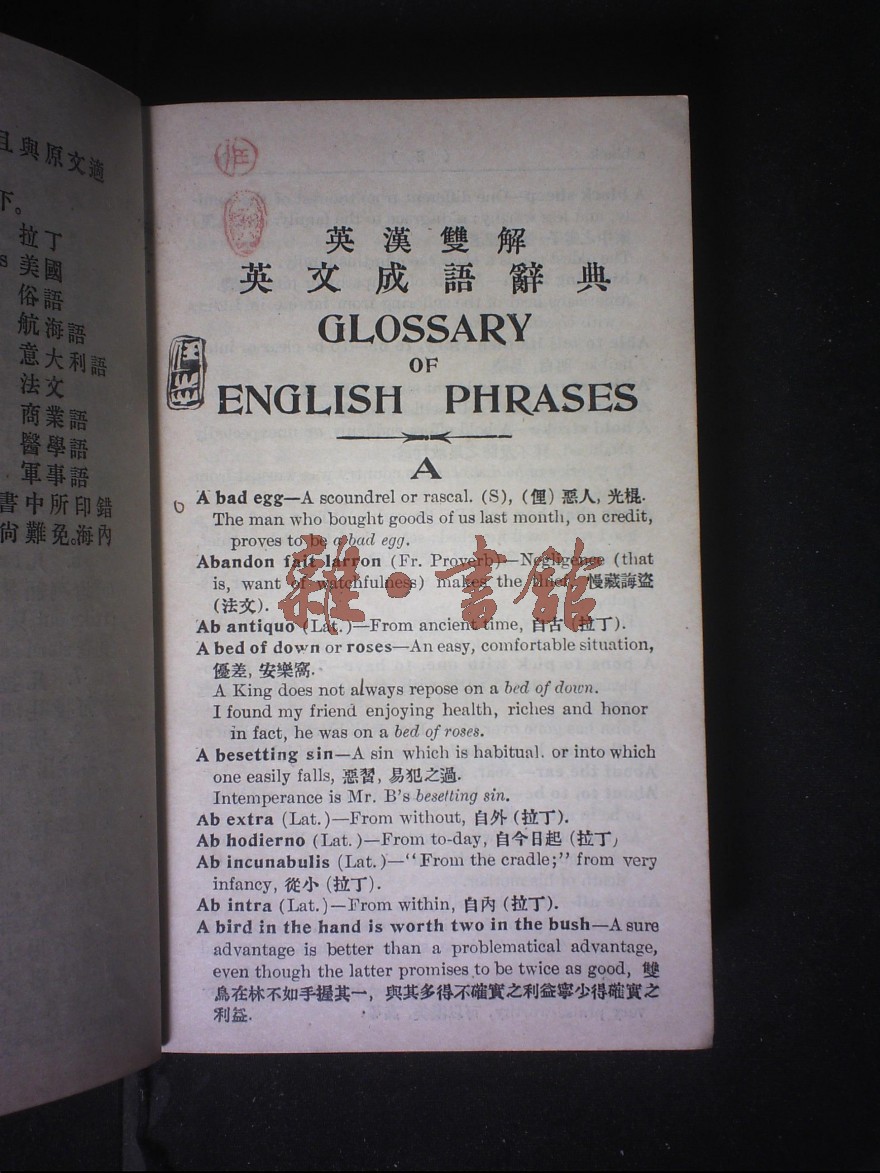 且與原文適
下。
拉丁
s 美國
俗語
航海語
意大利語
法文
商業語
醫學語
軍事語
書中所印錯
尙難免。海內
英漢雙解
英文成語辭典
GLOSSARY
OF
ENGLISH PHRASES
A
A bad egg—A scoundrel or rascal. (S), (俚) 惡人, 光棍.
The man who bought goods of us last month, on credit,
proves to be a bad egg.
Abandon fait larron (Fr. Proverb)—Negligence (that
is, want of watchfulness) makes the thief, 慢藏誨盜
(法文).
Ab antiquo (Lat.)—From ancient time, 自古 (拉丁).
A bed of down or roses—An easy, comfortable situation,
優差, 安樂窩.
A King does not always repose on a bed of down.
I found my friend enjoying health, riches and honor
in fact, he was on a bed of roses.
A besetting sin—A sin which is habitual. or into which
one easily falls, 惡習, 易犯之過.
Intemperance is Mr. B's besetting sin.
Ab extra (Lat.)—From without, 自外 (拉丁).
Ab hodierno (Lat.)—From to-day, 自今日起 (拉丁)
Ab incunabulis (Lat.)—"From the cradle;" from very
infancy, 從小 (拉丁).
Ab intra (Lat.)—From within, 自內 (拉丁).
A bird in the hand is worth two in the bush—A sure
advantage is better than a problematical advantage,
even though the latter promises to be twice as good, 雙
鳥在林不如手握其一, 與其多得不確實之利益寧少得確實之
利益.
雜·書館